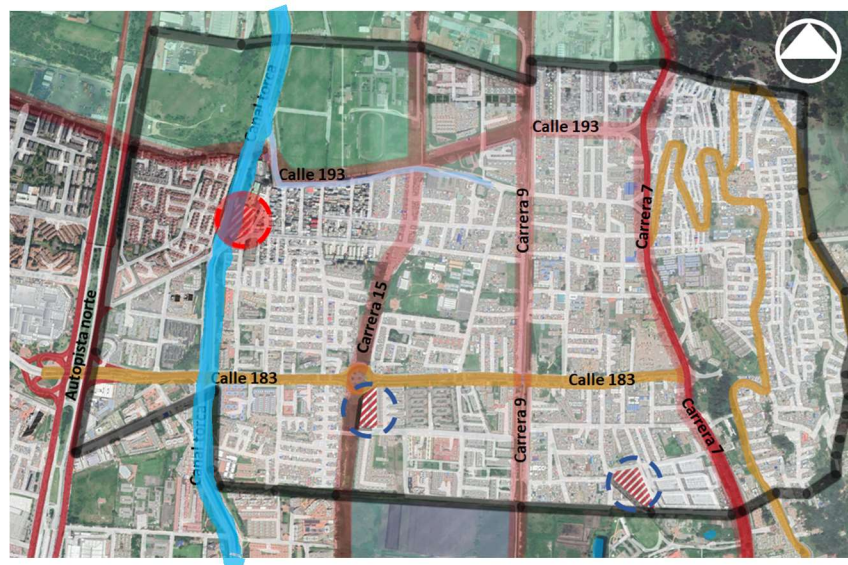 Canal torca
Calle 193
Calle 193
Carrera 9
Carrera 7
Autopista norte
Carrera 15
Calle 183
Calle 183
Carrera 9
Carrera 7
Canal torca